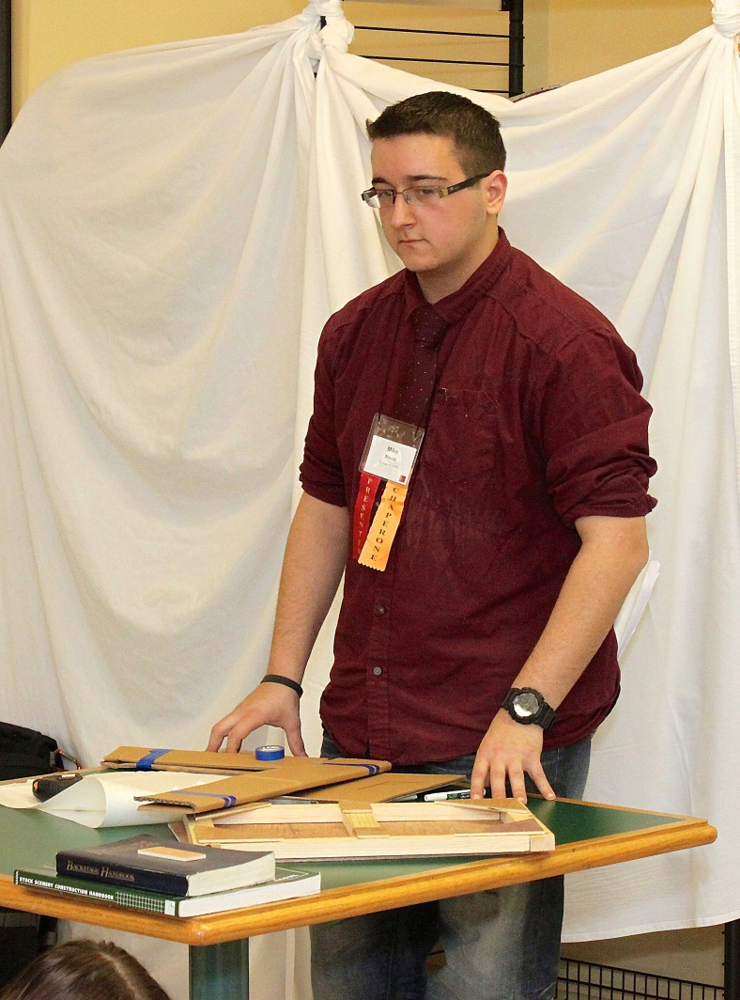 Mike
PRESENTER
CHAPERONE
BACKSTAGE HANDBOOK
STOCK SCENERY CONSTRUCTION HANDBOOK